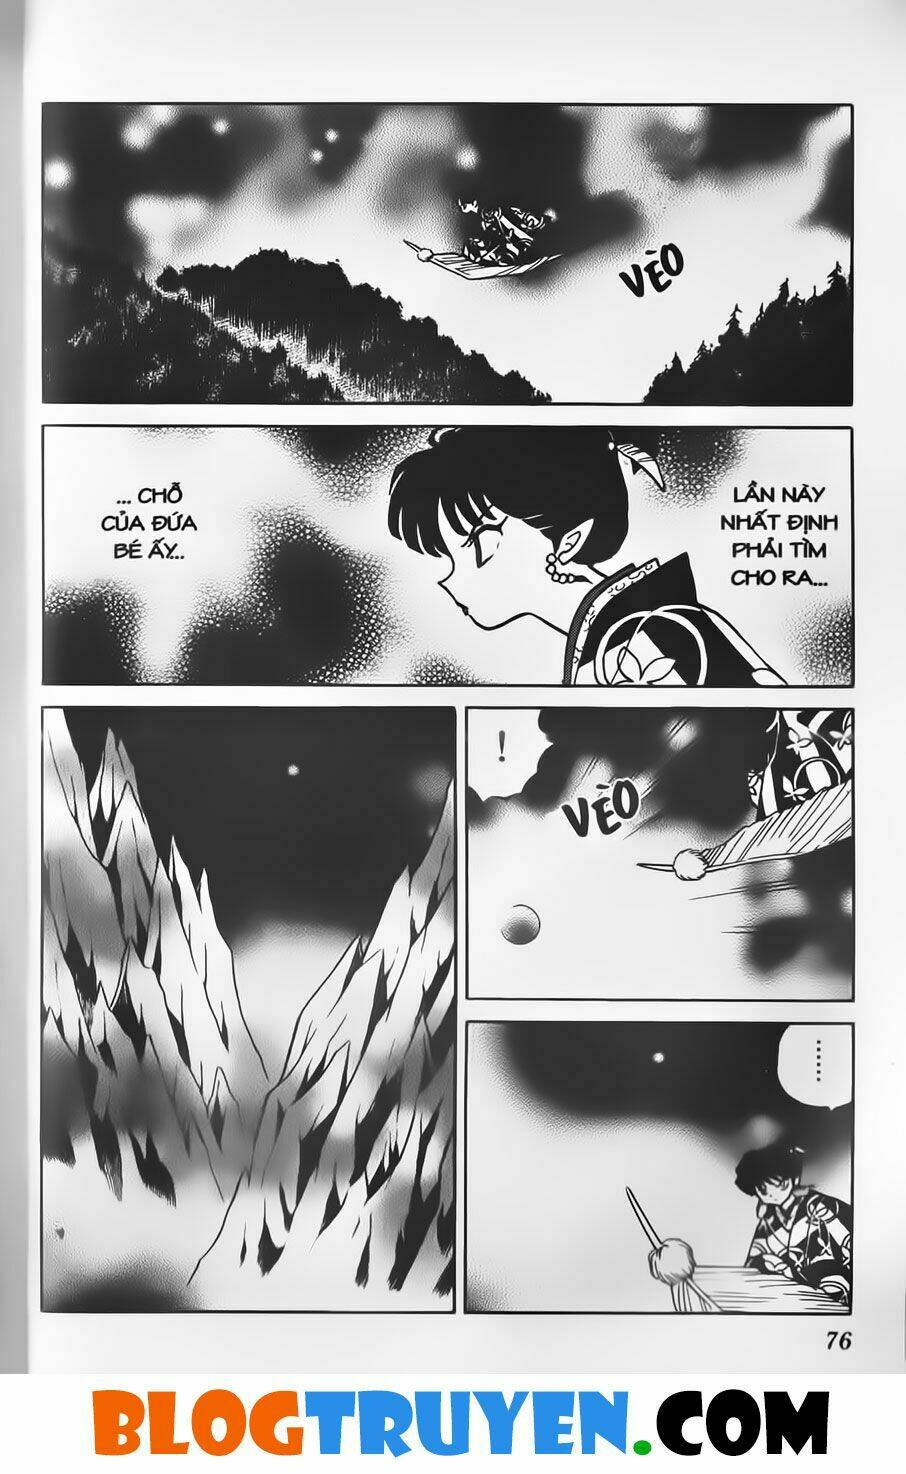 VÈO
LẦN NÀY
NHẤT ĐỊNH
PHẢI TÌM
CHO RA...
... CHỖ
CỦA ĐỨA
BÉ ẤY...
!
VÈO
......
76
BLOGTRUYEN.COM